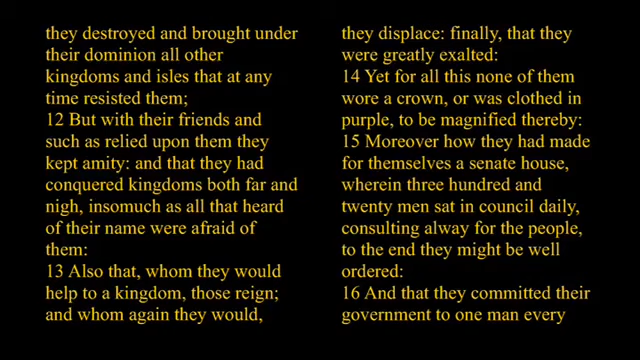 they destroyed and brought under
their dominion all other
kingdoms and isles that at any
time resisted them;
12 But with their friends and
such as relied upon them they
kept amity: and that they had
conquered kingdoms both far and
nigh, insomuch as all that heard
of their name were afraid of
them:
13 Also that, whom they would
help to a kingdom, those reign;
and whom again they would,
they displace: finally, that they
were greatly exalted:
14 Yet for all this none of them
wore a crown, or was clothed in
purple, to be magnified thereby:
15 Moreover how they had made
for themselves a senate house,
wherein three hundred and
twenty men sat in council daily,
consulting alway for the people,
to the end they might be well
ordered:
16 And that they committed their
government to one man every